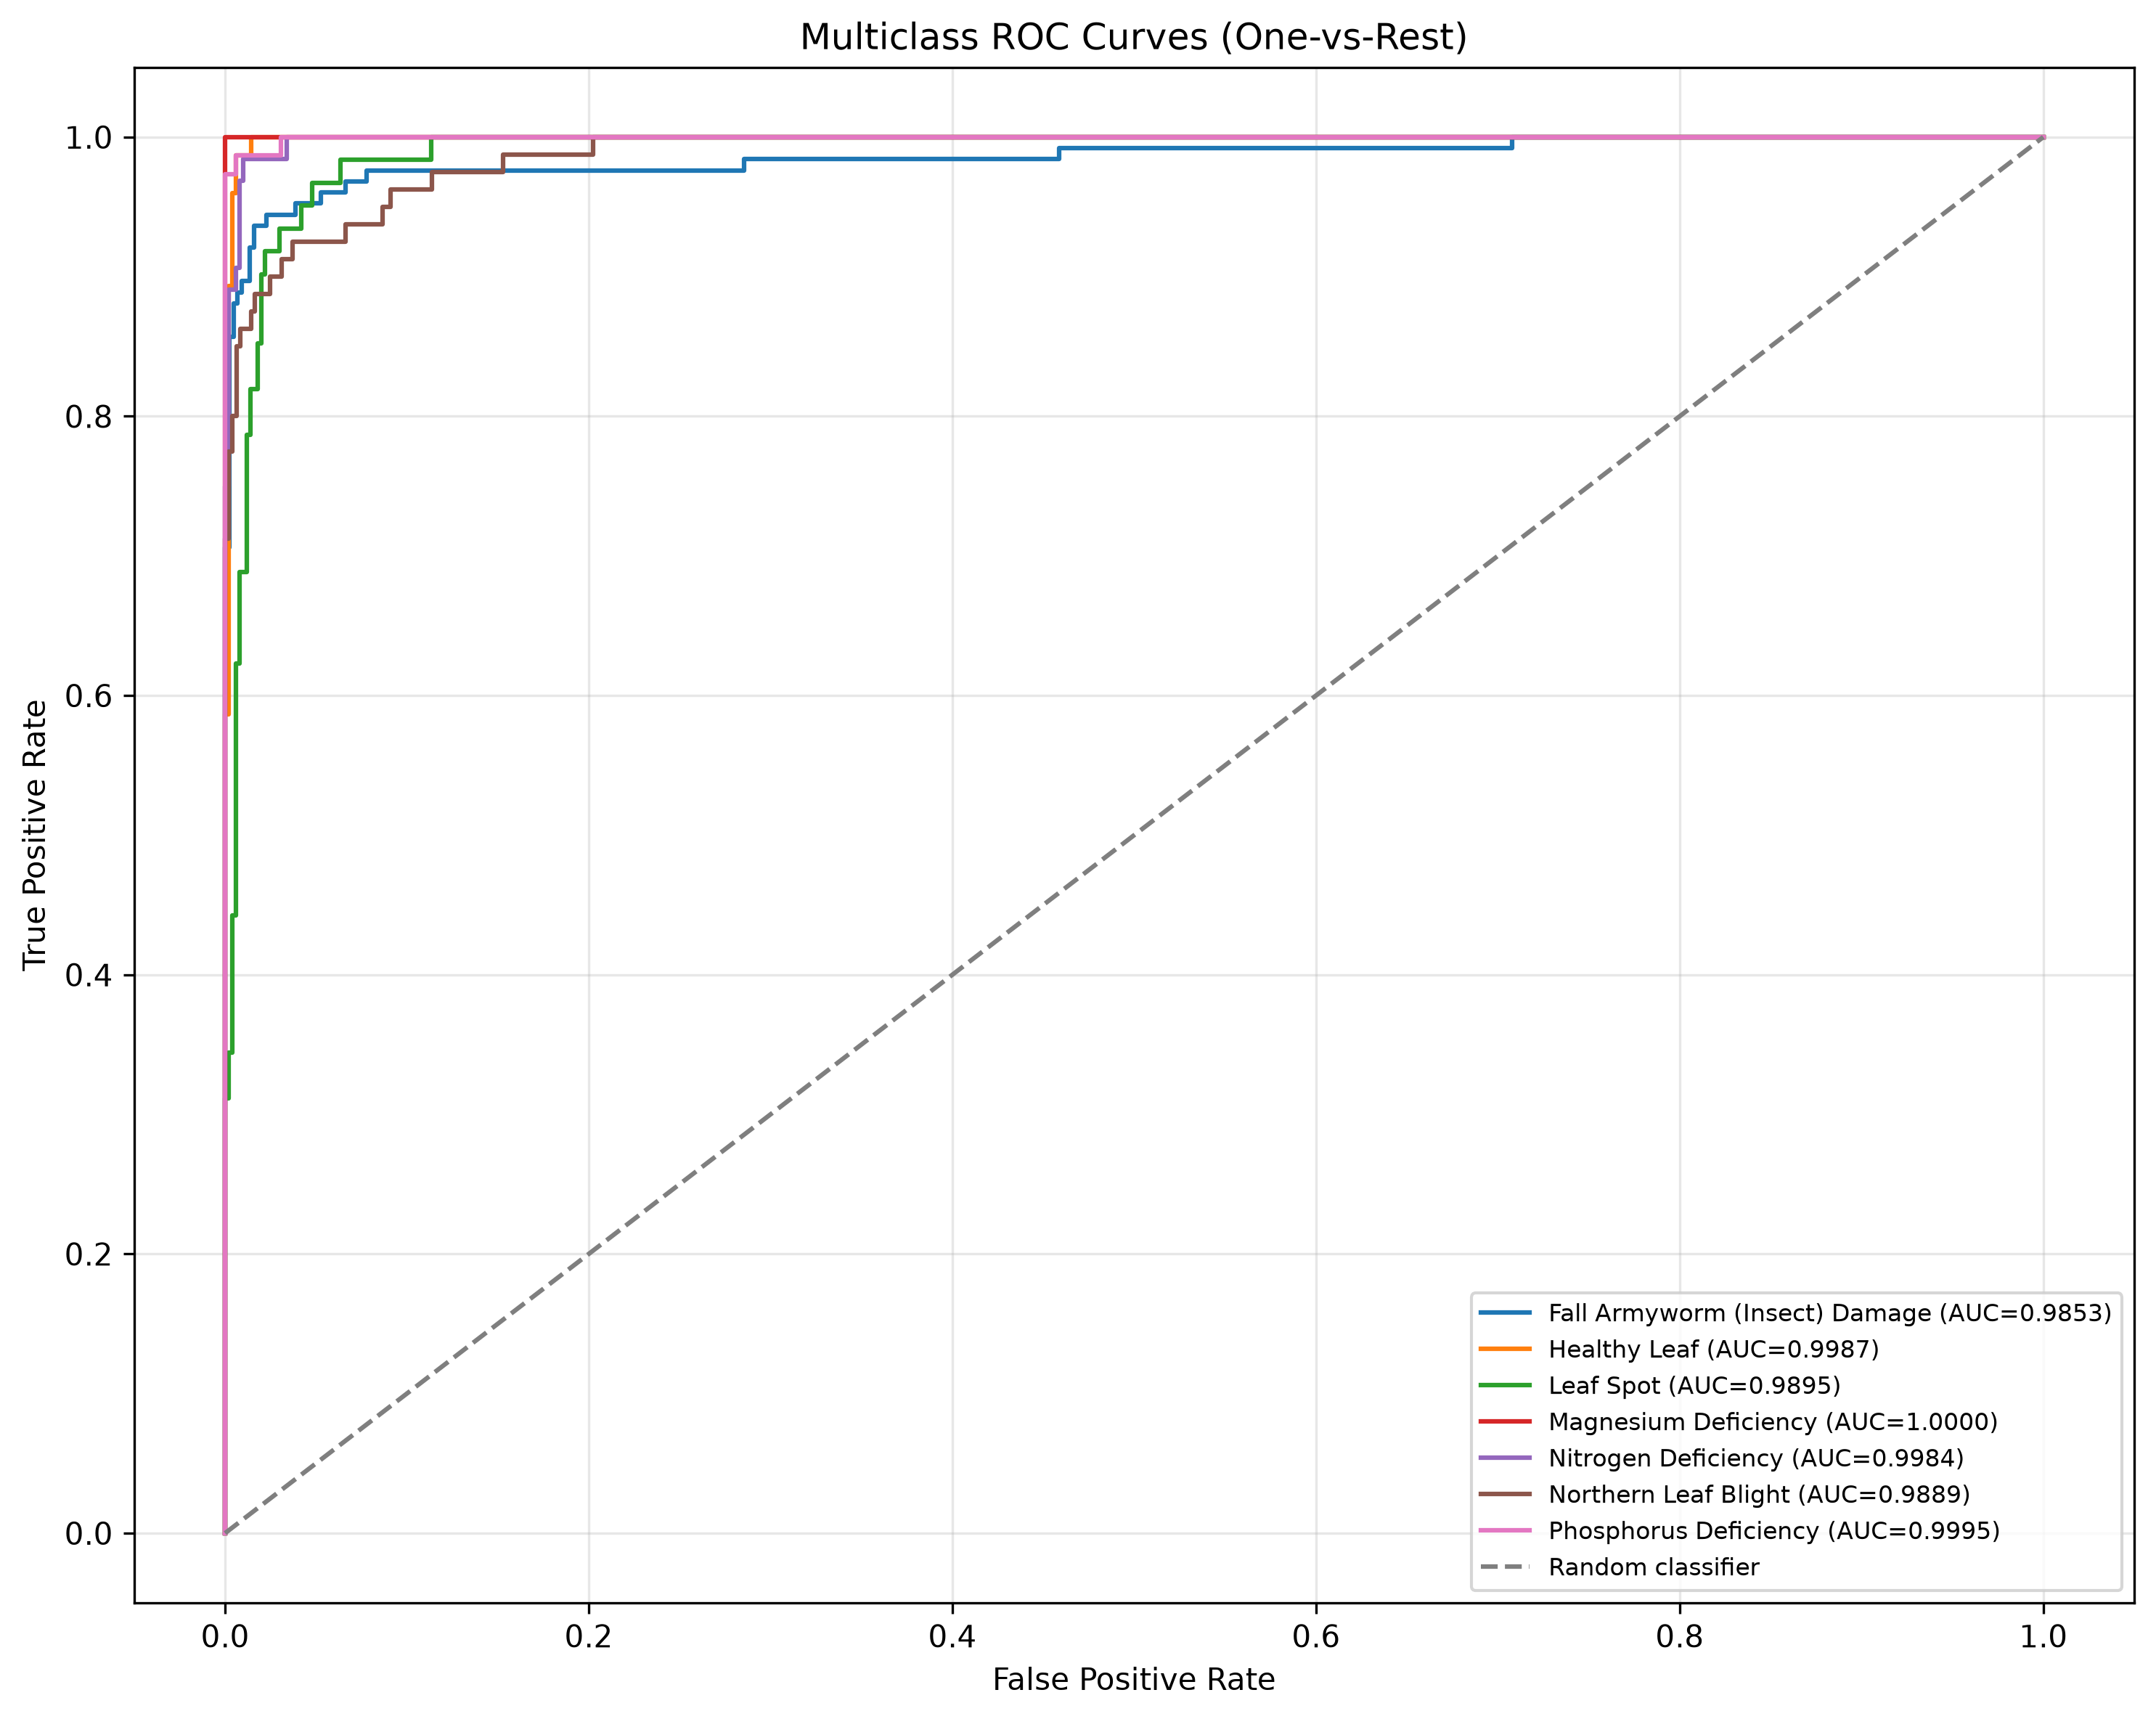 Multiclass ROC Curves (One-vs-Rest)
True Positive Rate
1.0
0.8
0.6
0.4
0.2
0.0
0.0 0.2 0.4 0.6 0.8 1.0
False Positive Rate
Fall Armyworm (Insect) Damage (AUC=0.9853)
Healthy Leaf (AUC=0.9987)
Leaf Spot (AUC=0.9895)
Magnesium Deficiency (AUC=1.0000)
Nitrogen Deficiency (AUC=0.9984)
Northern Leaf Blight (AUC=0.9889)
Phosphorus Deficiency (AUC=0.9995)
Random classifier